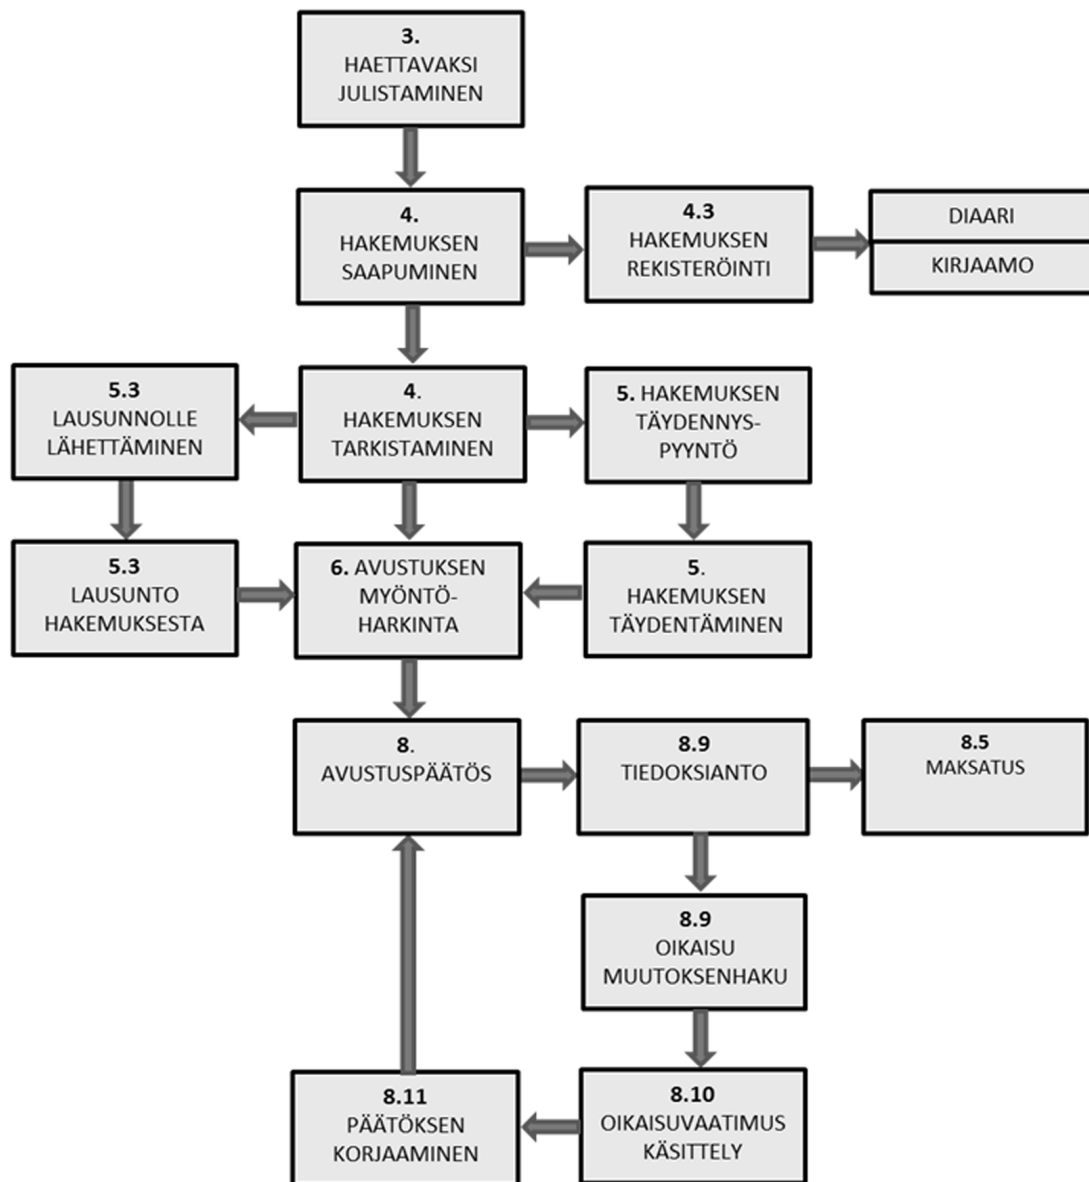 3.
HAETTAVAKSI
JULISTAMINEN
4.
HAKEMUKSEN
SAAPUMINEN
4.3
HAKEMUKSEN
REKISTERÖINTI
DIAARI
KIRJAAMO
5.3
LAUSUNNOLLE
LÄHETTÄMINEN
4.
HAKEMUKSEN
TARKISTAMINEN
5. HAKEMUKSEN
TÄYDENNYS-
PYYNTÖ
5.3
LAUSUNTO
HAKEMUKSESTA
6. AVUSTUKSEN
MYÖNTÖ-
HARKINTA
5.
HAKEMUKSEN
TÄYDENTÄMINEN
8.
AVUSTUSPÄÄTÖS
8.9
TIEDOKSIANTO
8.5
MAKSATUS
8.9
OIKAISU
MUUTOKSENHAKU
8.11
PÄÄTÖKSEN
KORJAAMINEN
8.10
OIKAISUVAATIMUS
KÄSITTELY